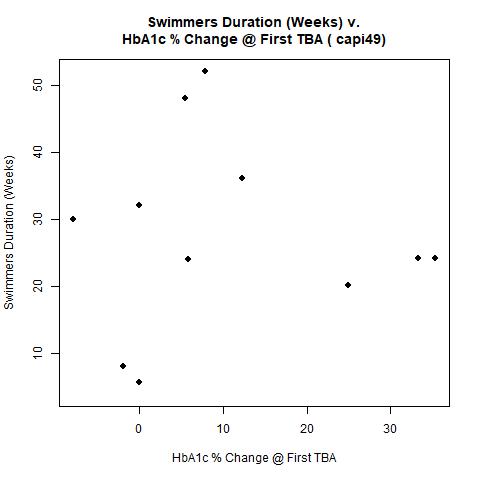 Swimmers Duration (Weeks) v.
HbA1c % Change @ First TBA ( capi49)
Swimmers Duration (Weeks)
50
40
30
20
10
0
10
20
30
HbA1c % Change @ First TBA